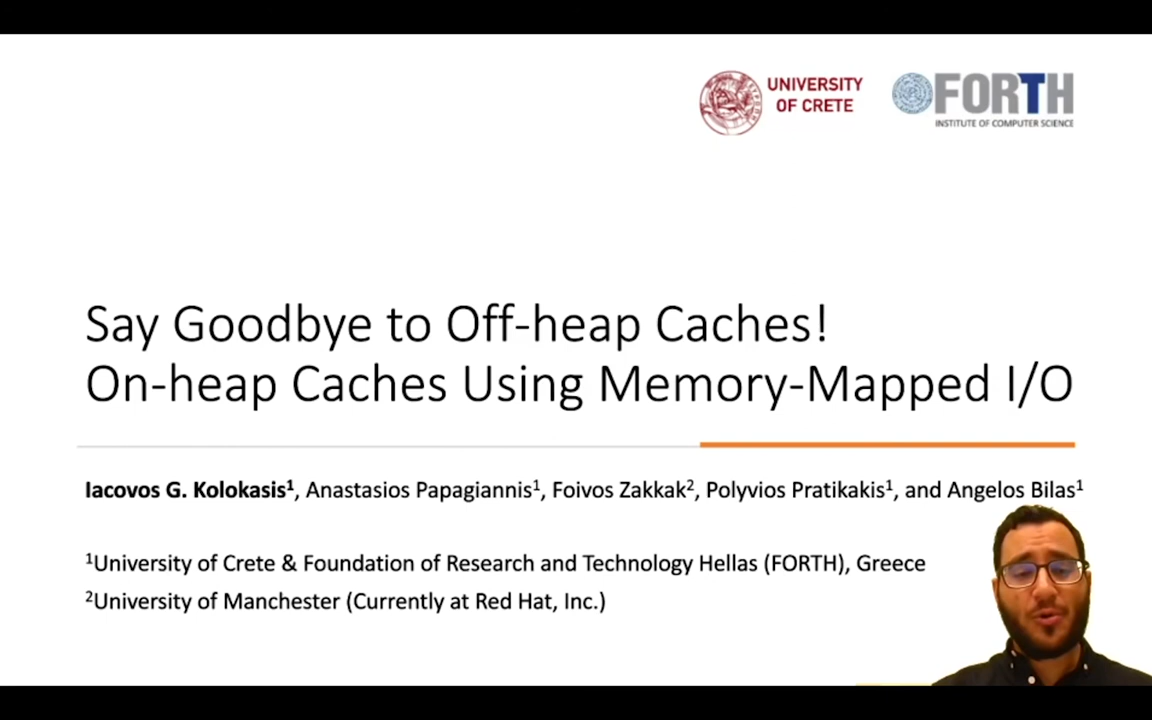 UNIVERSITY
OF CRETE
FORTH
INSTITUTE OF COMPUTER SCIENCE
Say Goodbye to Off-heap Caches!
On-heap Caches Using Memory-Mapped I/O
Iacovos G. Kolokasis¹, Anastasios Papagiannis¹, Foivos Zakkak², Polyvios Pratikakis¹, and Angelos Bilas¹
¹University of Crete & Foundation of Research and Technology Hellas (FORTH), Greece
²University of Manchester (Currently at Red Hat, Inc.)